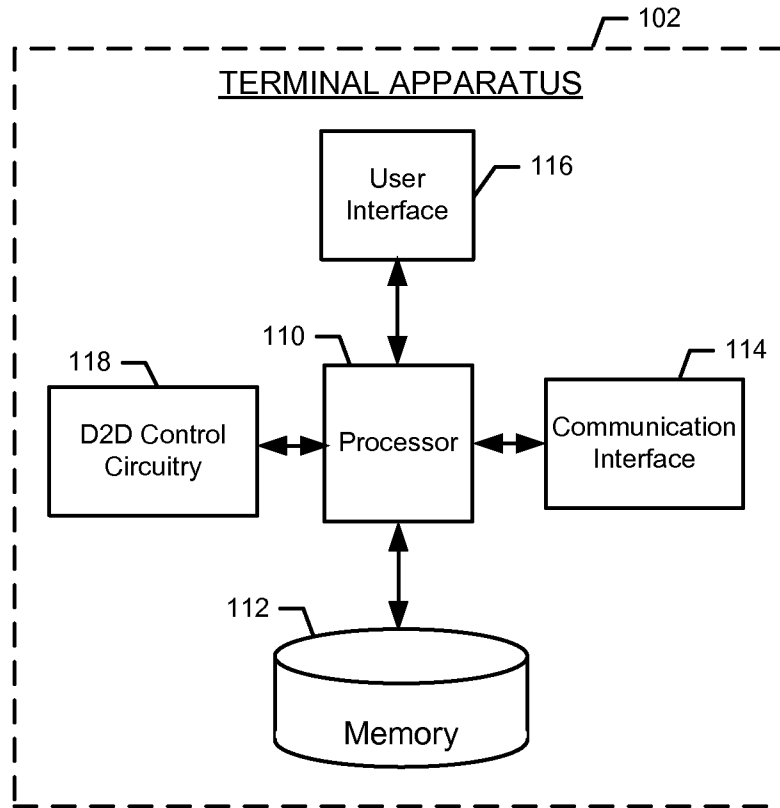 102
TERMINAL APPARATUS
User
Interface
116
110
118
114
D2D Control
Circuitry
Processor
Communication
Interface
112
Memory